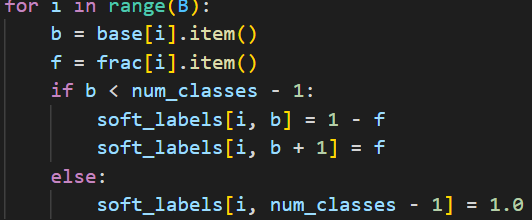 for i in range(B):
    b = base[i].item()
    f = frac[i].item()
    if b < num_classes - 1:
        soft_labels[i, b] = 1 - f
        soft_labels[i, b + 1] = f
    else:
        soft_labels[i, num_classes - 1] = 1.0